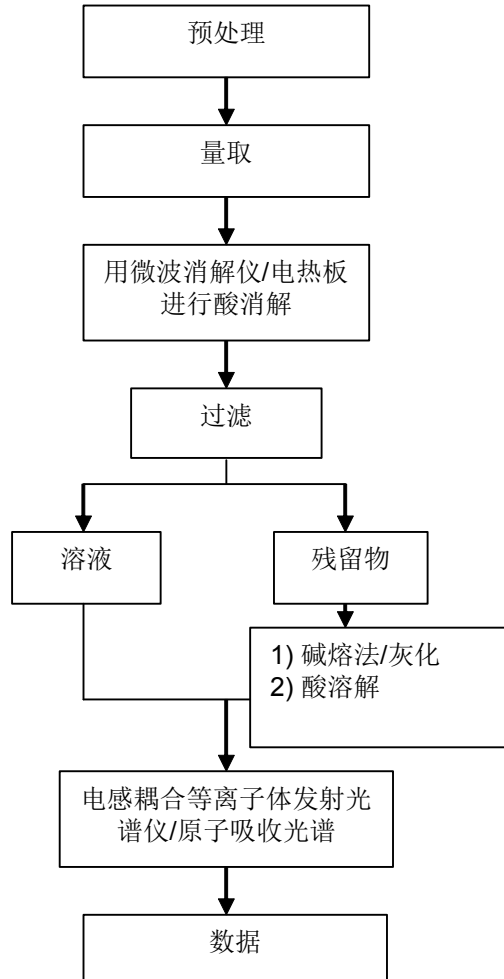 预处理
量取
用微波消解仪/电热板
进行酸消解
过滤
溶液
残留物
1) 碱熔法/灰化
2) 酸溶解
电感耦合等离子体发射光
谱仪/原子吸收光谱
数据